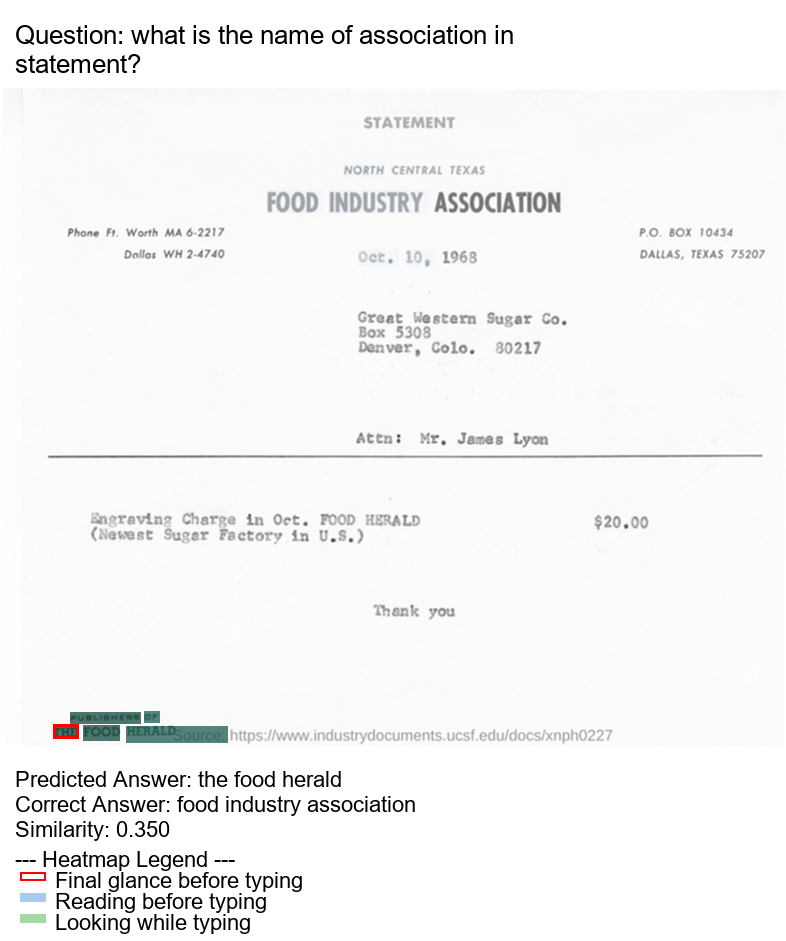 Question: what is the name of association in
statement?
STATEMENT
NORTH CENTRAL TEXAS
FOOD INDUSTRY ASSOCIATION
Phone Ft. Worth MA 6-2217
Dallas WH 2-4740
P.O. BOX 10434
DALLAS, TEXAS 75207
Oct. 10, 1968
Great Western Sugar Co.
Box 5308
Denver, Colo. 80217
Attn: Mr. James Lyon
Engraving Charge in Oct. FOOD HERALD $20.00
(Newest Sugar Factory in U.S.)
Thank you
PUBLISHERS OF
THE FOOD HERALD
Source: https://www.industrydocuments.ucsf.edu/docs/xnph0227
Predicted Answer: the food herald
Correct Answer: food industry association
Similarity: 0.350
--- Heatmap Legend ---
Final glance before typing
Reading before typing
Looking while typing